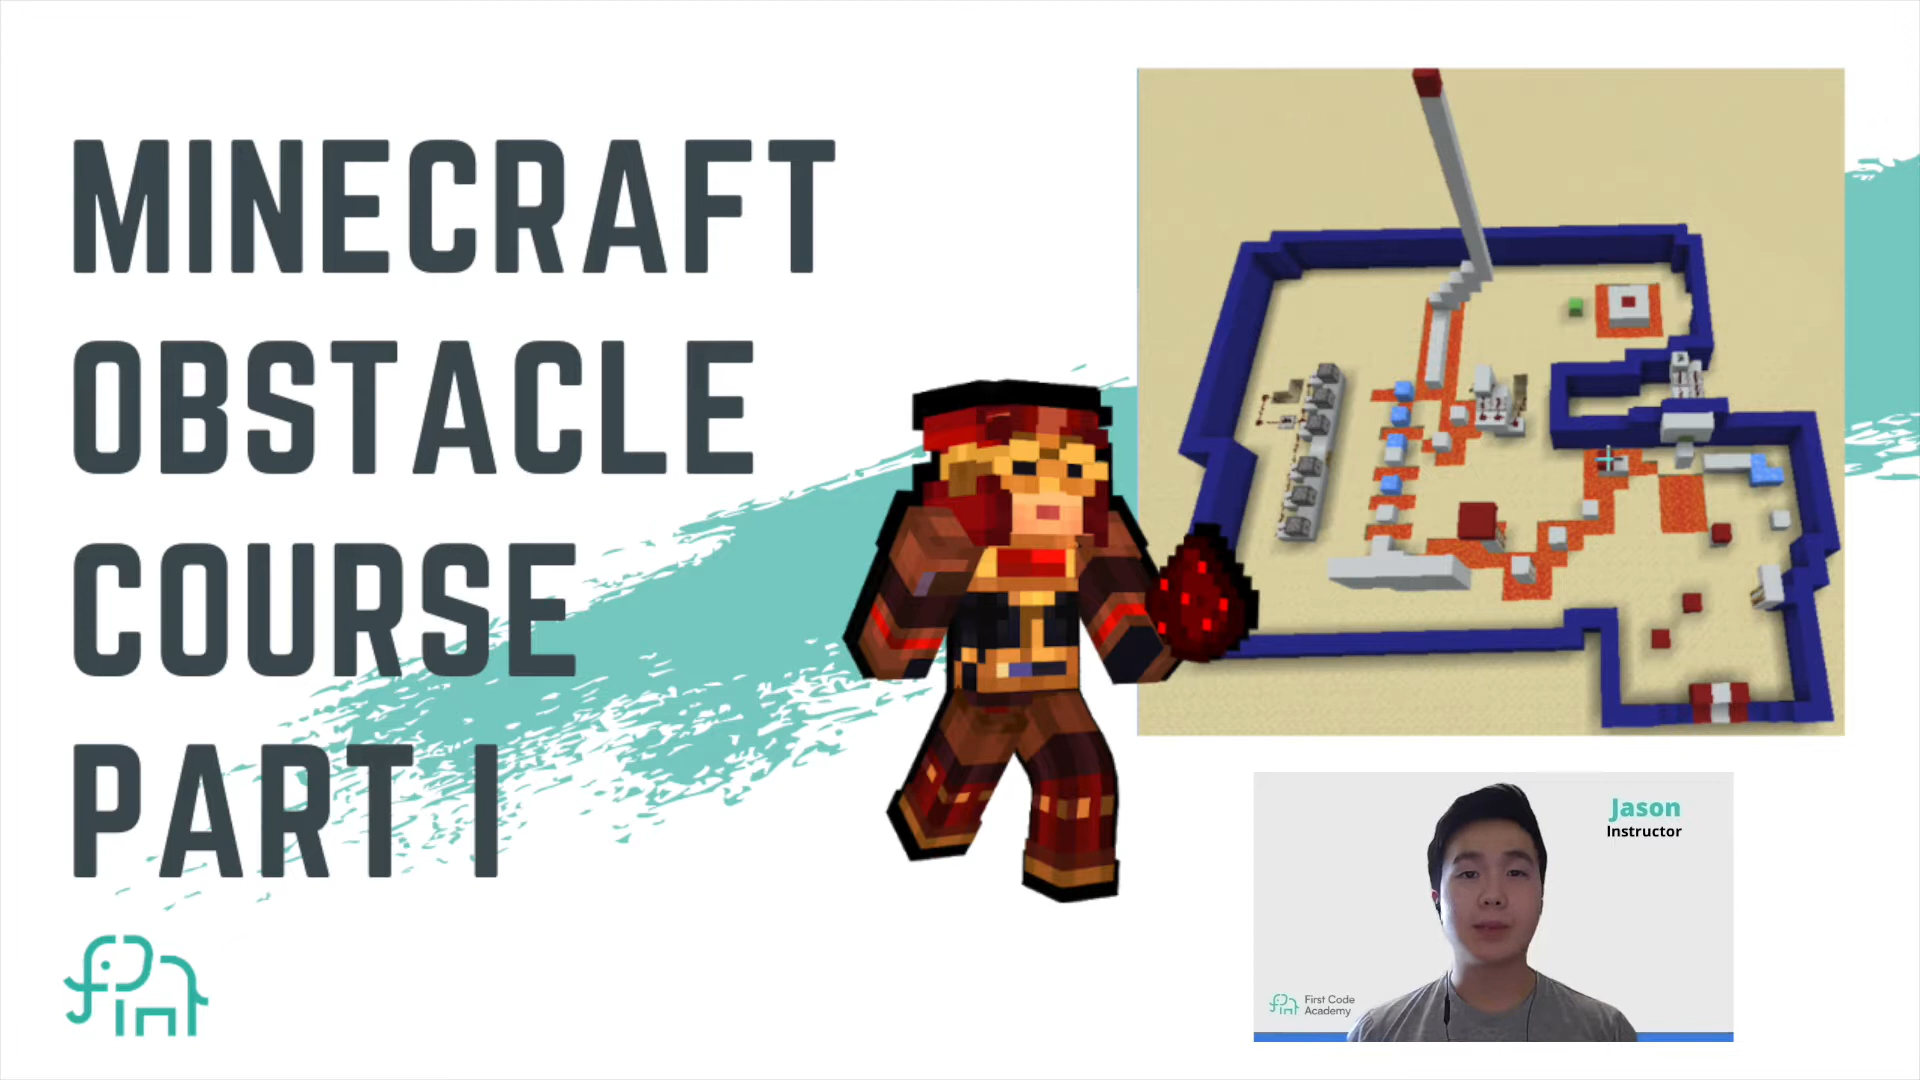 MINECRAFT
OBSTACLE
COURSE
PART I
Jason
Instructor
First Code
Academy